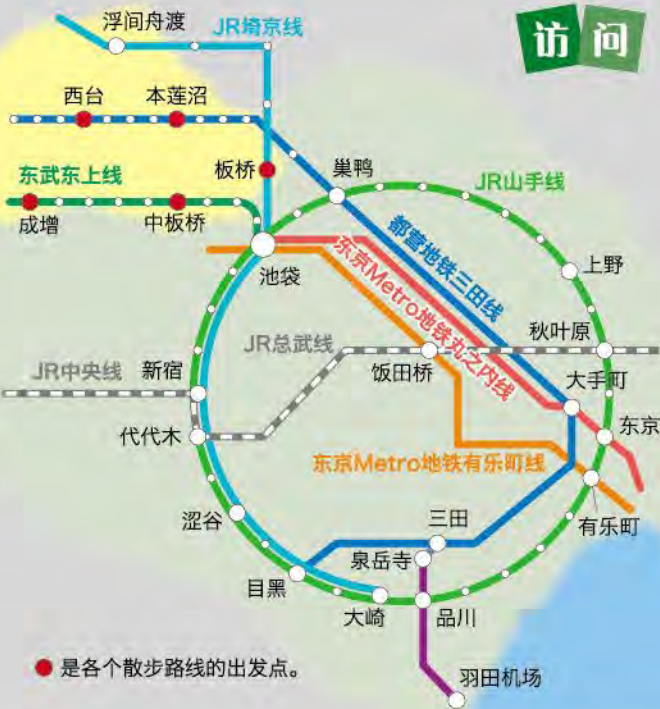 访问
浮间舟渡
JR埼京线
西台
本莲沼
板桥
巢鸭
JR山手线
东武东上线
成增
中板桥
都营地铁三田线
东京Metro地铁丸之内线
上野
池袋
秋叶原
JR总武线
JR中央线
新宿
饭田桥
大手町
代代木
东京
东京Metro地铁有乐町线
涩谷
三田
有乐町
泉岳寺
目黑
大崎
品川
是各个散步路线的出发点。
羽田机场